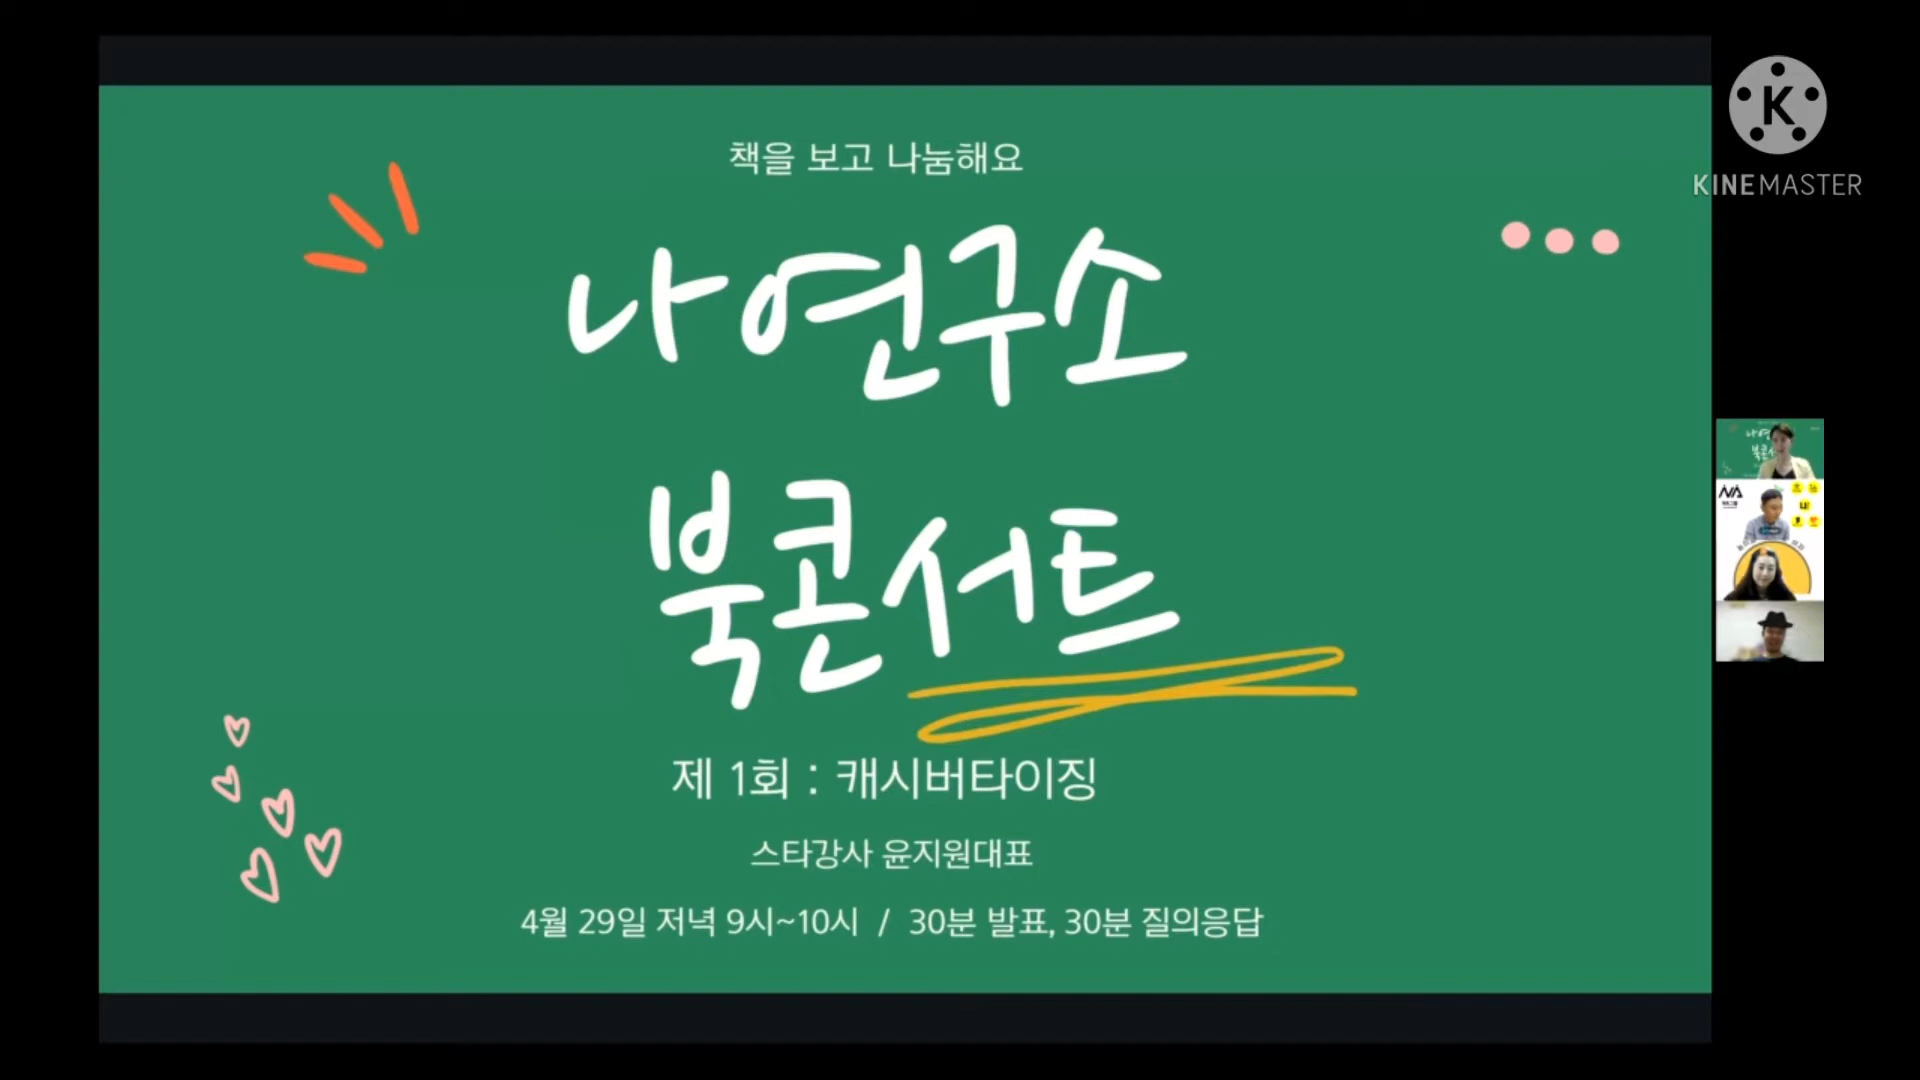 책을 보고 나눔해요
나연구소
북콘서트
제 1회 : 캐시버타이징
스타강사 윤지원대표
4월 29일 저녁 9시~10시 / 30분 발표, 30분 질의응답
K
KINEMASTER